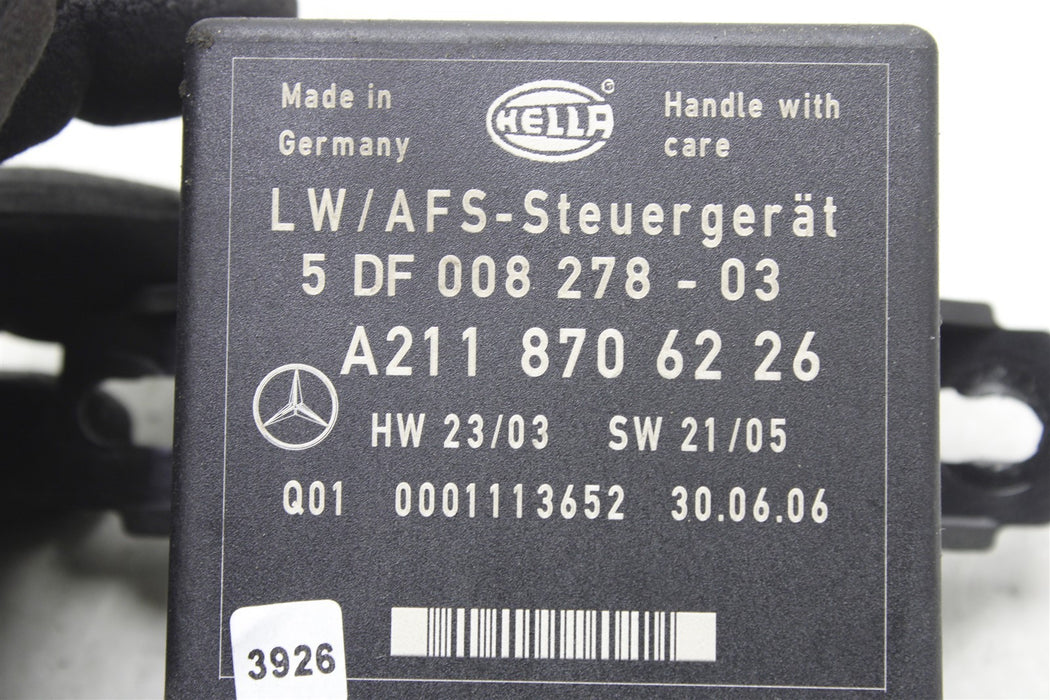 Made in
Germany
HELLA
G
Handle with
care
LW/AFS-Steuergerät
5 DF 008 278 - 03
A211 870 62 26
HW 23/03 SW 21/05
Q01 0001113652 30.06.06
3926